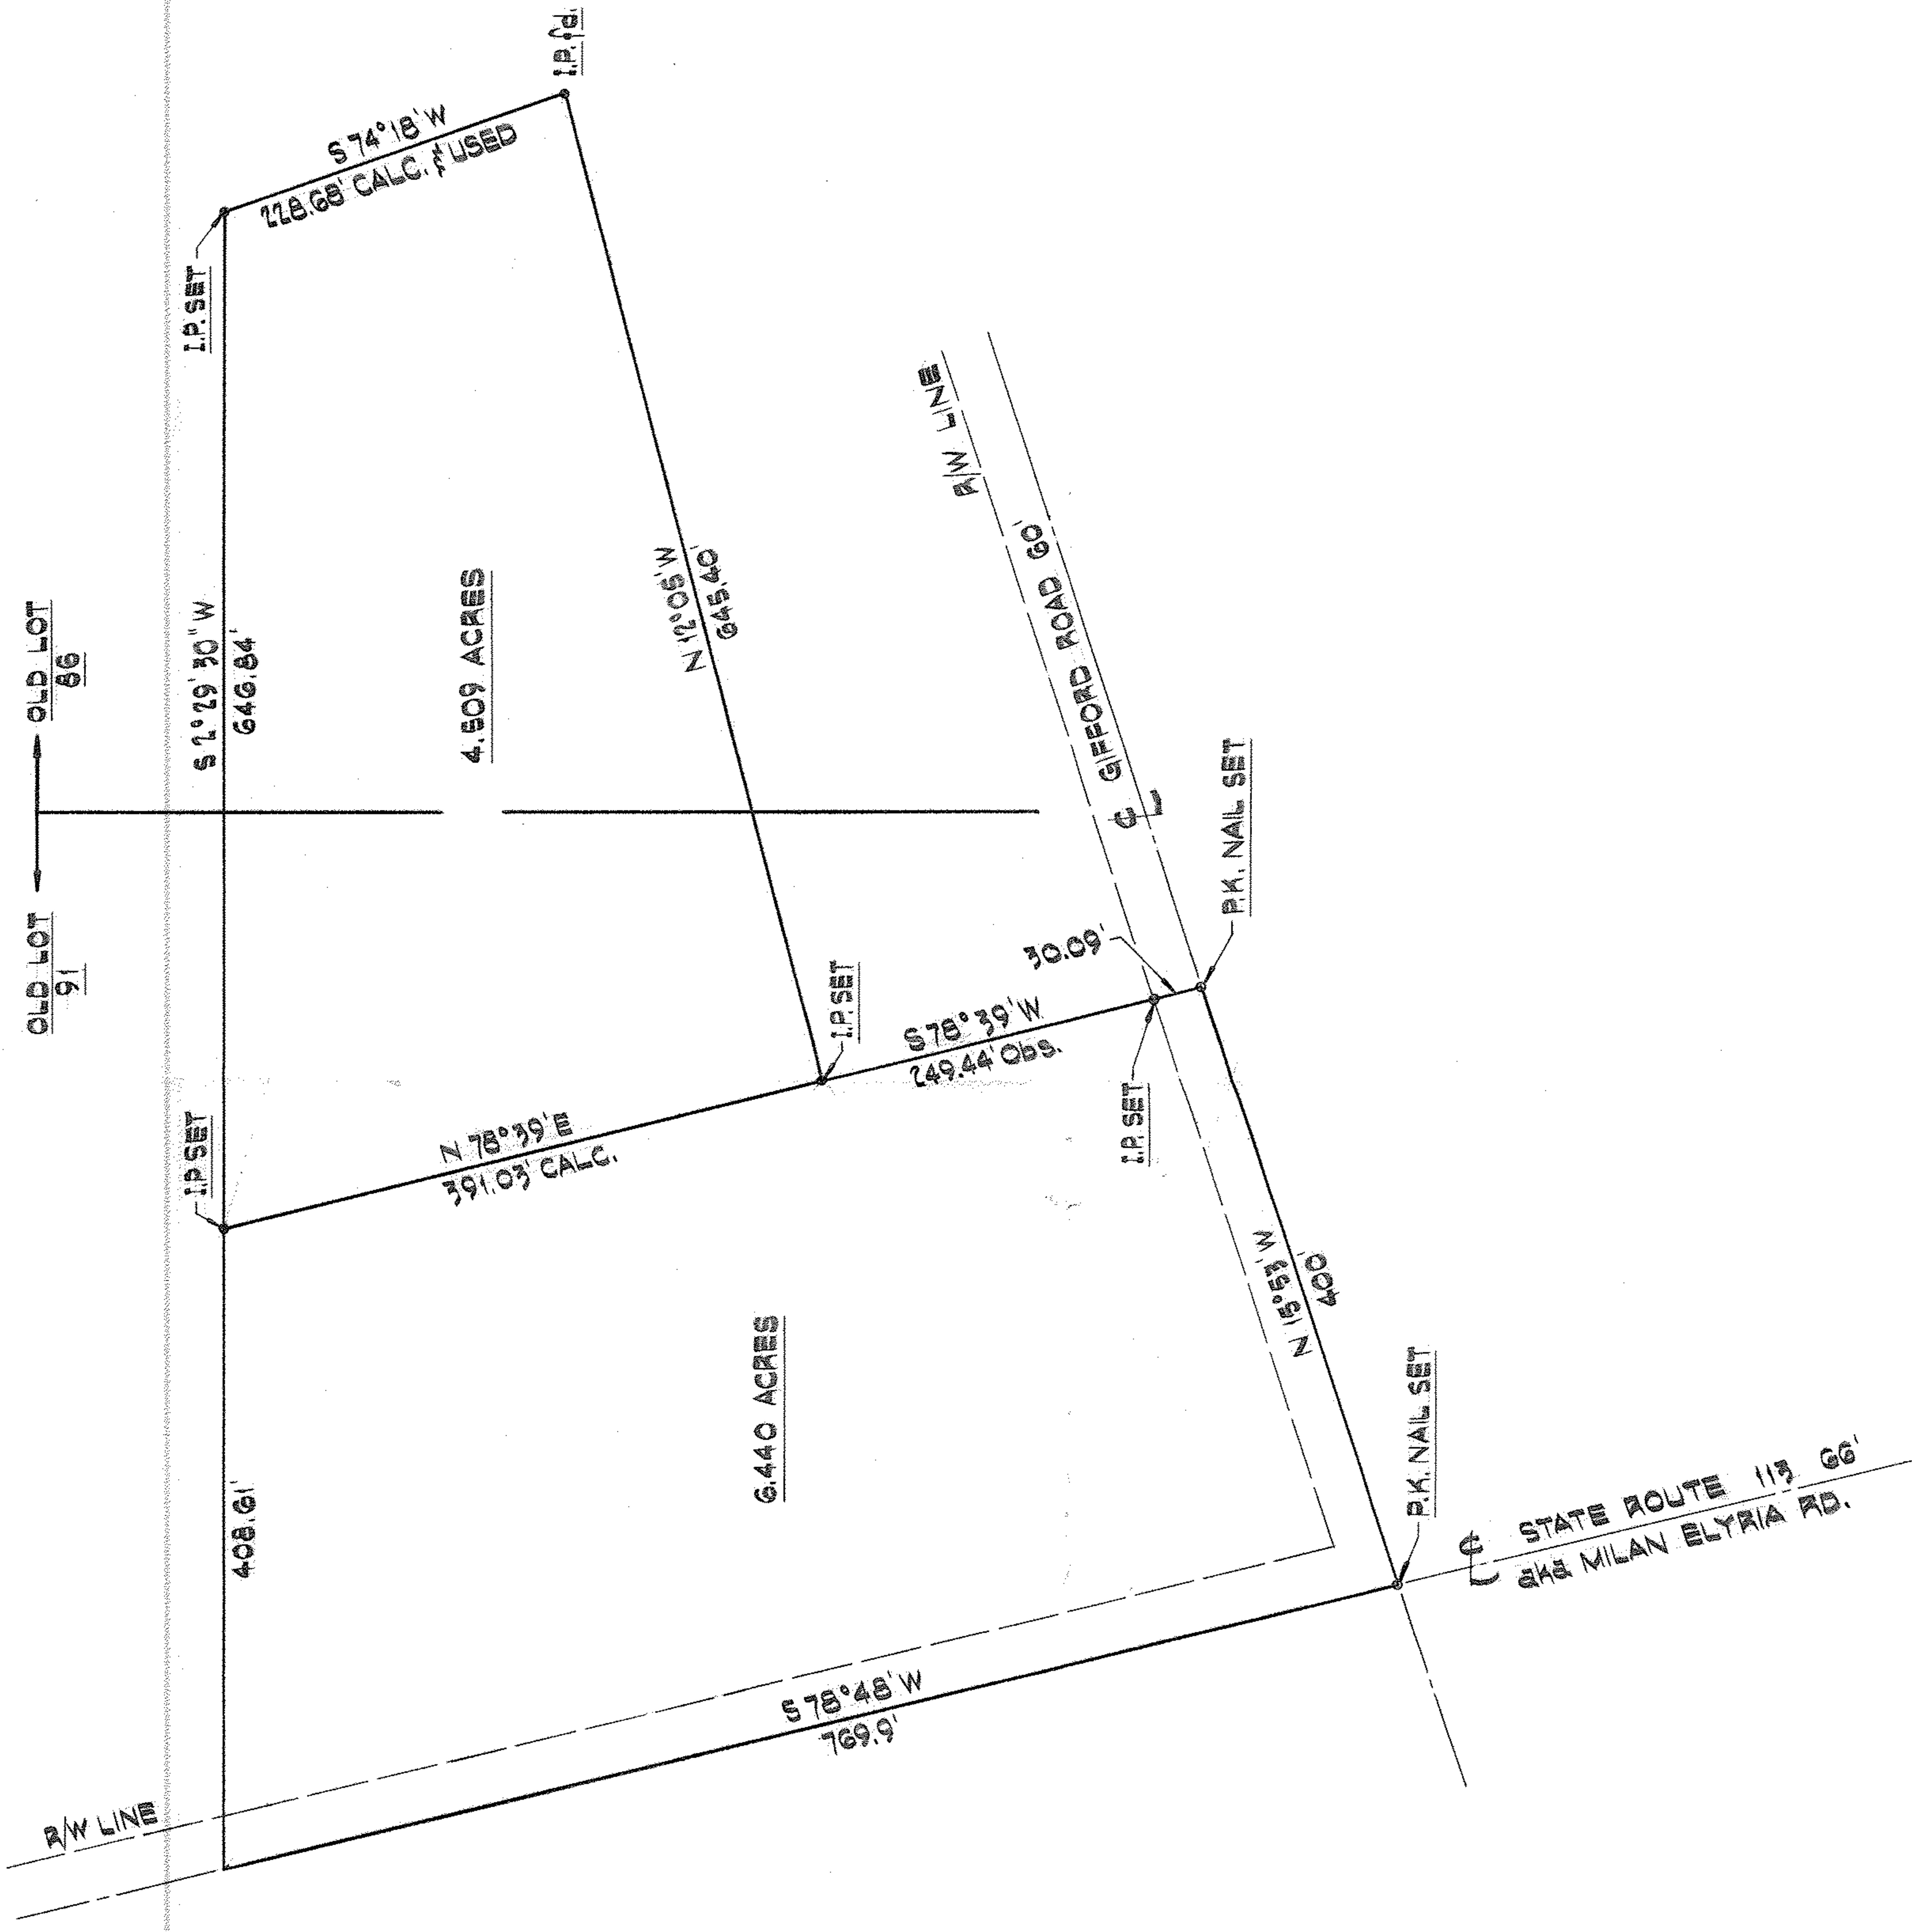 I.P. fd.
S 74° 18' W
228.68' CALC. & USED
I.P. SET
OLD LOT
86
OLD LOT
91
S 2° 29' 30" W
646.84'
4.509 ACRES
N 12° 05' W
645.40'
R/W LINE
GIFFORD ROAD 60'
CL
P.K. NAIL SET
30.09'
I.P. SET
S 78° 39' W
249.44' Obs.
I.P. SET
I.P. SET
N 78° 39' E
391.03' CALC.
N 15° 53' W
400'
6.440 ACRES
408.61'
P.K. NAIL SET
CL STATE ROUTE 113 66'
aka MILAN ELYRIA RD.
S 78° 48' W
769.9'
R/W LINE